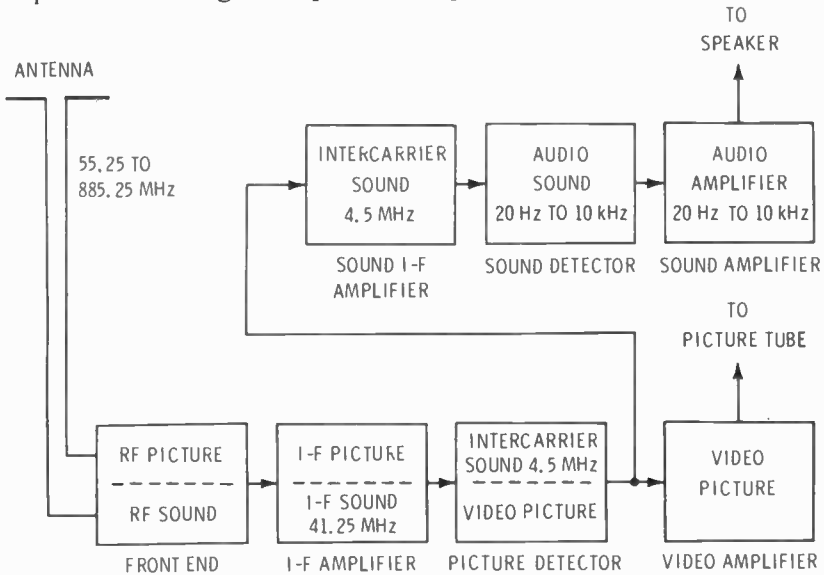 TO
SPEAKER
ANTENNA
55.25 TO
885.25 MHz
INTERCARRIER
SOUND
4.5 MHz
SOUND I-F
AMPLIFIER
AUDIO
SOUND
20 Hz TO 10 kHz
SOUND DETECTOR
AUDIO
AMPLIFIER
20 Hz TO 10 kHz
SOUND AMPLIFIER
TO
PICTURE TUBE
RF PICTURE
RF SOUND
FRONT END
I-F PICTURE
I-F SOUND
41.25 MHz
I-F AMPLIFIER
INTERCARRIER
SOUND 4.5 MHz
VIDEO PICTURE
PICTURE DETECTOR
VIDEO
PICTURE
VIDEO AMPLIFIER